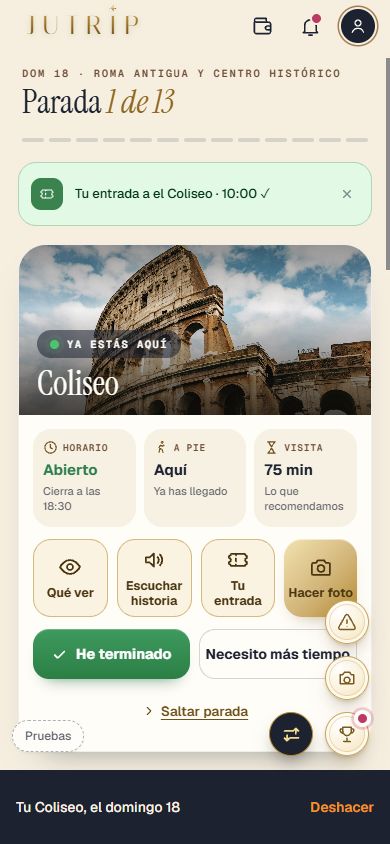 JUTRIP
DOM 18 · ROMA ANTIGUA Y CENTRO HISTÓRICO
Parada 1 de 13
Tu entrada a el Coliseo · 10:00 ✓
YA ESTÁS AQUÍ
Coliseo
HORARIO
Abierto
Cierra a las
18:30
A PIE
Aquí
Ya has llegado
VISITA
75 min
Lo que
recomendamos
Qué ver
Escuchar
historia
Tu
entrada
Hacer foto
He terminado
Necesito más tiempo
Saltar parada
Pruebas
Tu Coliseo, el domingo 18
Deshacer